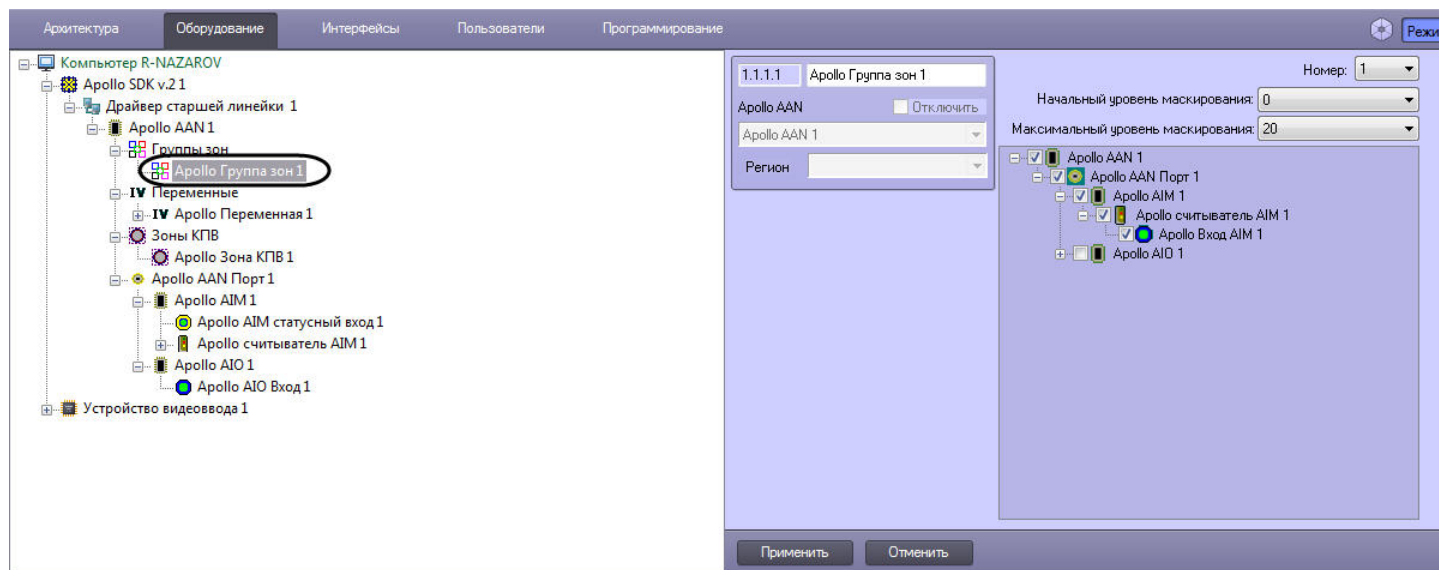 Архитектура
Оборудование
Интерфейсы
Пользователи
Программирование
Компьютер R-NAZAROV
Apollo SDK v.2 1
Драйвер старшей линейки 1
Apollo AAN 1
Группы зон
Apollo Группа зон 1
IV Переменные
IV Apollo Переменная 1
Зоны КПВ
Apollo Зона КПВ 1
Apollo AAN Порт 1
Apollo AIM 1
Apollo AIM статусный вход 1
Apollo считыватель AIM 1
Apollo AIO 1
Apollo AIO Вход 1
Устройство видеоввода 1
1.1.1.1
Apollo Группа зон 1
Apollo AAN
Отключить
Apollo AAN 1
Регион
Номер: 1
Начальный уровень маскирования: 0
Максимальный уровень маскирования: 20
Apollo AAN 1
Apollo AAN Порт 1
Apollo AIM 1
Apollo считыватель AIM 1
Apollo Вход AIM 1
Apollo AIO 1
Применить
Отменить